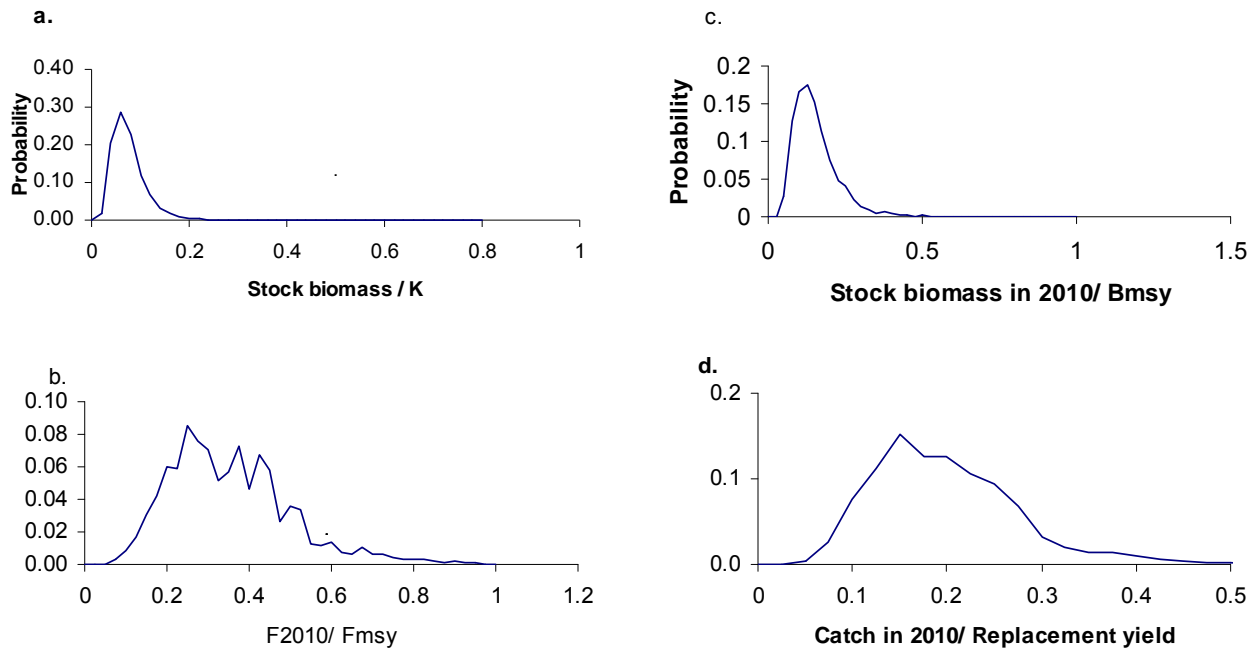 a.
0.40
0.30
0.20
0.10
0.00
Probability
0 0.2 0.4 0.6 0.8 1
Stock biomass / K
c.
0.2
0.15
0.1
0.05
0
Probability
0 0.5 1 1.5
Stock biomass in 2010/ Bmsy
b.
0.10
0.08
0.06
0.04
0.02
0.00
0 0.2 0.4 0.6 0.8 1 1.2
F2010/ Fmsy
d.
0.2
0.1
0.0
0 0.1 0.2 0.3 0.4 0.5
Catch in 2010/ Replacement yield